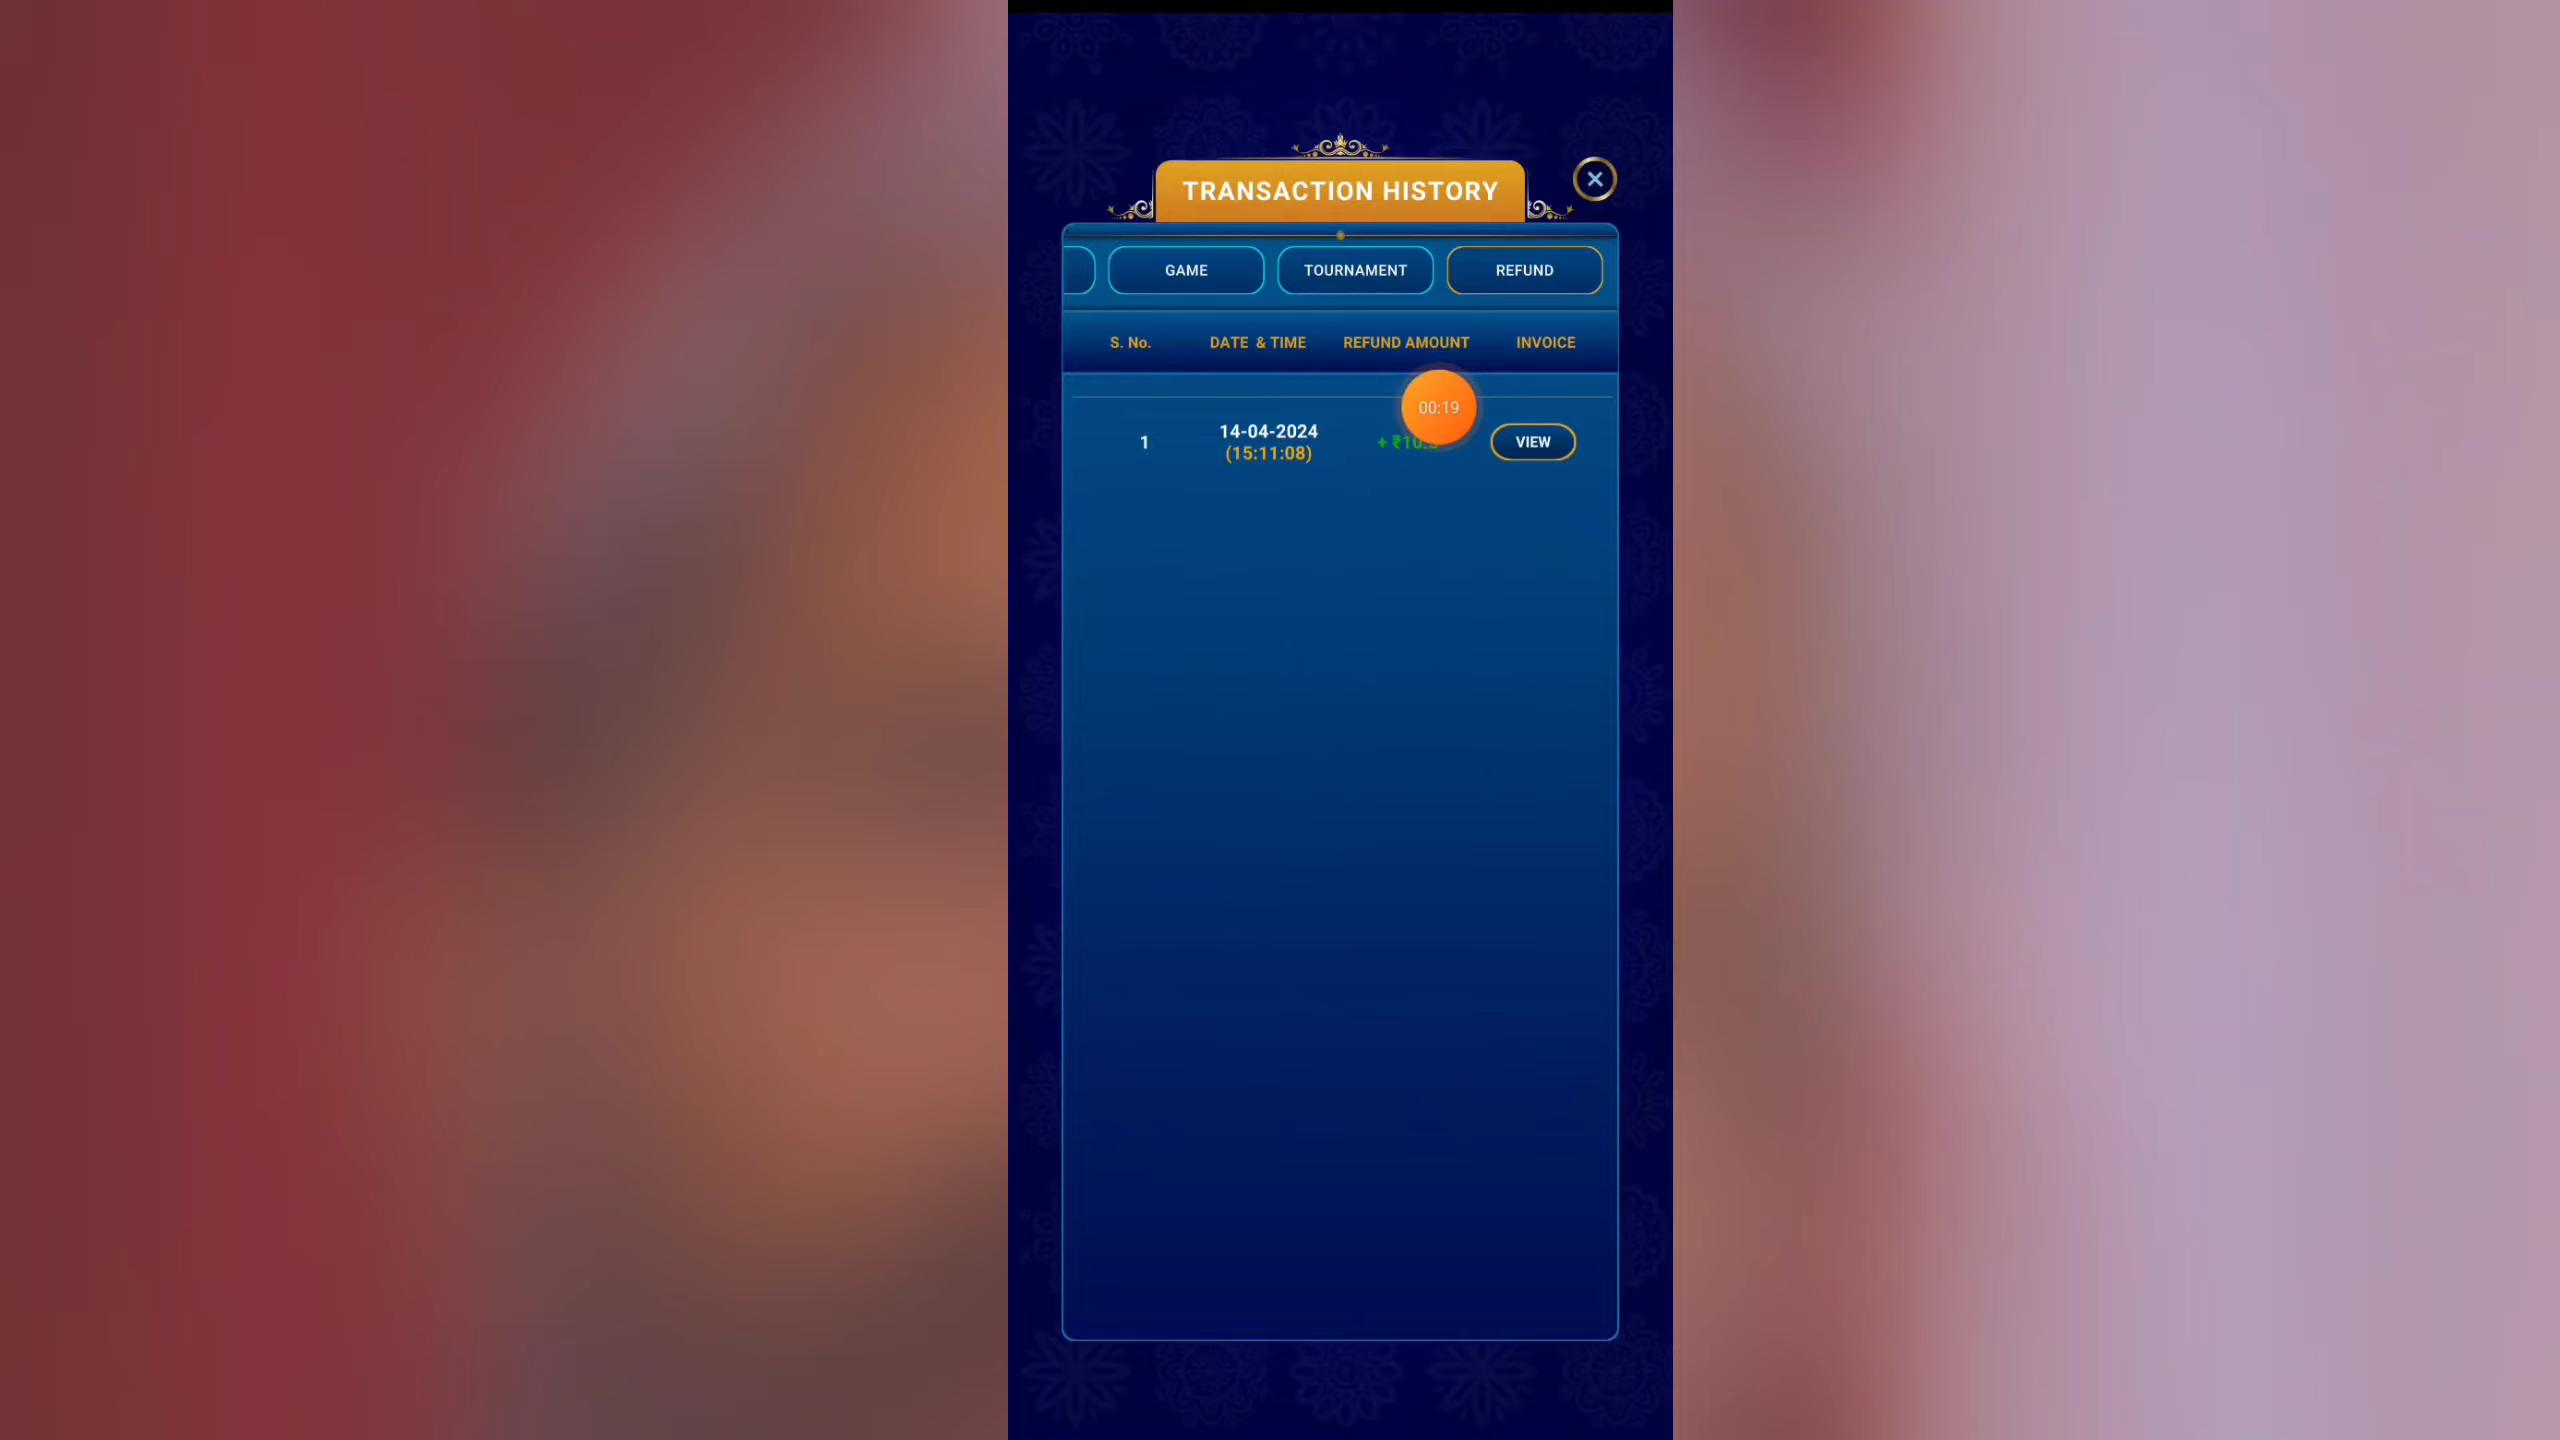 TRANSACTION HISTORY
GAME TOURNAMENT REFUND
S. No. DATE & TIME REFUND AMOUNT INVOICE
00:19
1 14-04-2024 VIEW
(15:11:08)